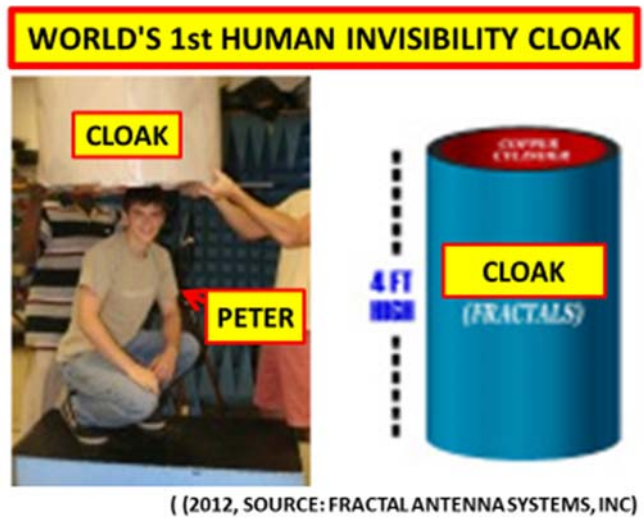 WORLD'S 1st HUMAN INVISIBILITY CLOAK
CLOAK
PETER
COPPER
CYLINDER
4 FT
HIGH
CLOAK
(FRACTALS)
( (2012, SOURCE: FRACTAL ANTENNA SYSTEMS, INC)